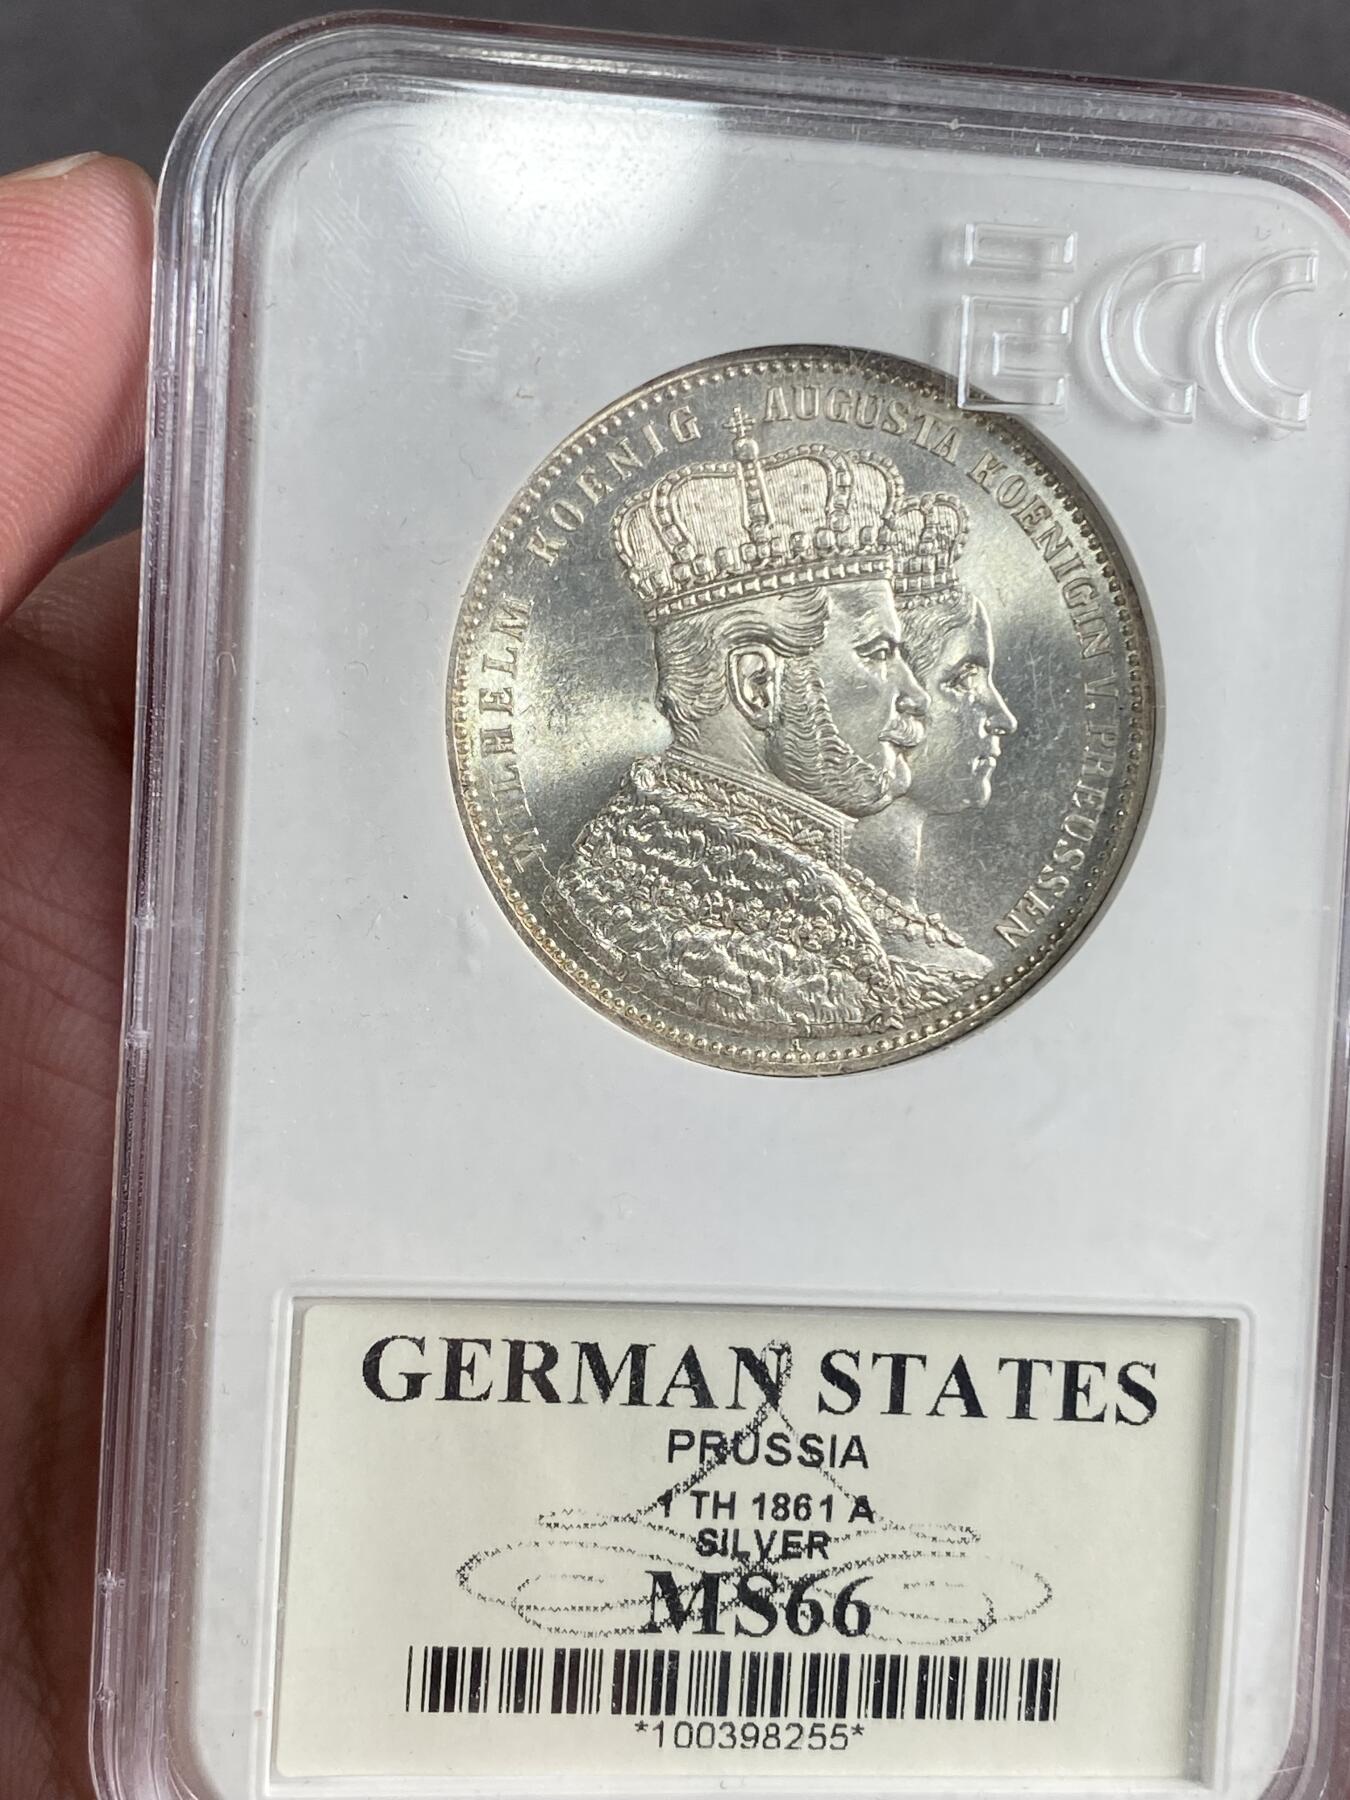 ECC
WILHELM KOENIG AUGUSTA KOENIGIN V. PREUSSEN
A
GERMAN STATES
PRUSSIA
1 TH 1861 A
SILVER
MS66
*100398255*